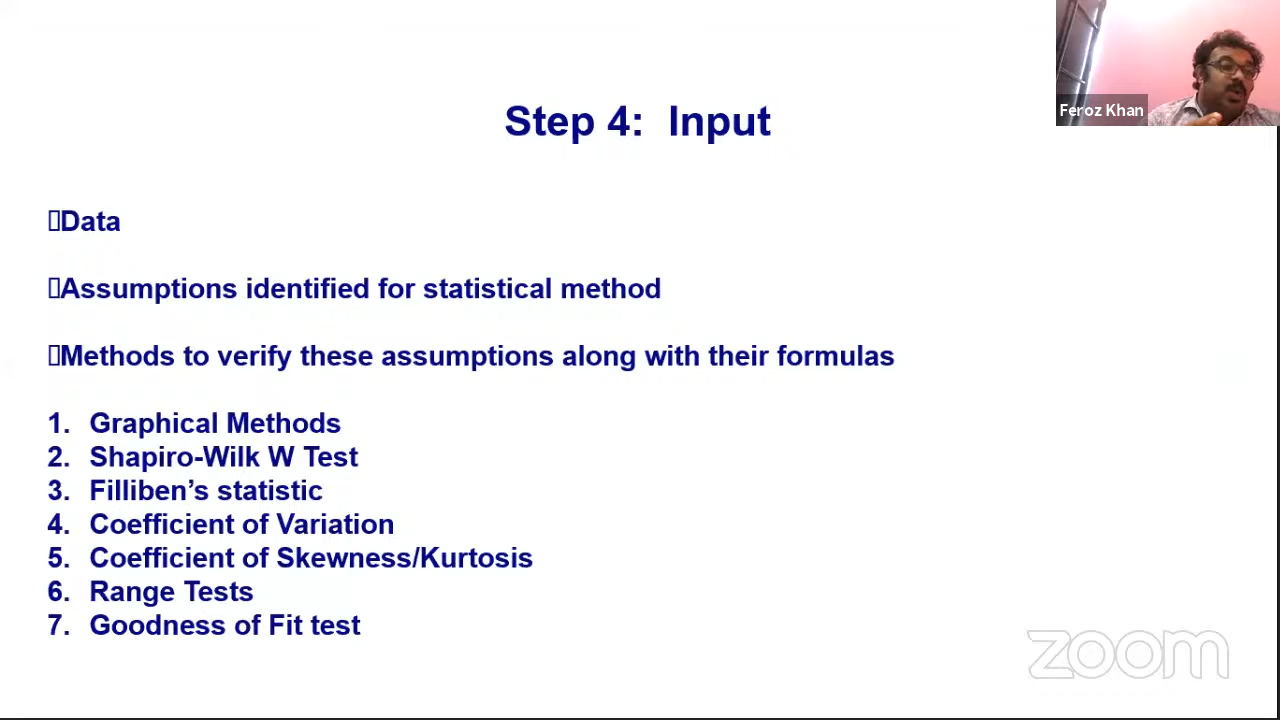 Feroz Khan
Step 4: Input
Data
Assumptions identified for statistical method
Methods to verify these assumptions along with their formulas
1. Graphical Methods
2. Shapiro-Wilk W Test
3. Filliben’s statistic
4. Coefficient of Variation
5. Coefficient of Skewness/Kurtosis
6. Range Tests
7. Goodness of Fit test
zoom